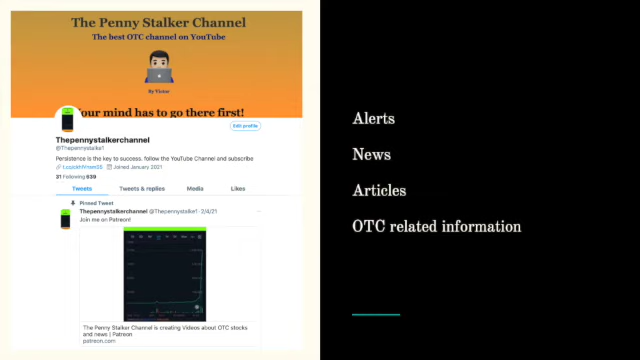 The Penny Stalker Channel
The best OTC channel on YouTube
By Victor
Your mind has to go there first!
Edit profile
Thepennystalkerchannel
@Thepennystalke1
Persistence is the key to success. follow the YouTube Channel and subscribe
Joined January 2021
31 Following 639
Tweets Tweets & replies Media Likes
Pinned Tweet
Thepennystalkerchannel @Thepennystalke1 · 2/4/21
Join me on Patreon!
The Penny Stalker Channel is creating Videos about OTC stocks
and news | Patreon
patreon.com
Alerts
News
Articles
OTC related information